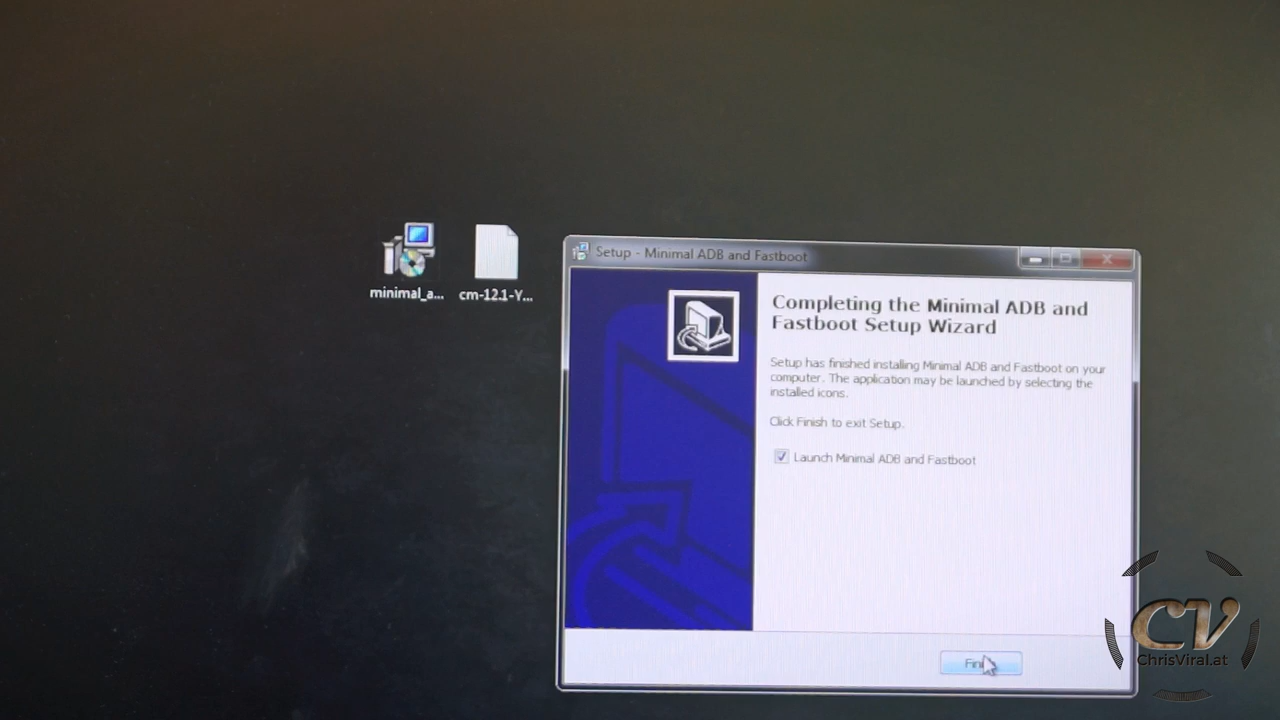 minimal_a...
cm-12.1-Y...
Setup - Minimal ADB and Fastboot
Completing the Minimal ADB and
Fastboot Setup Wizard
Setup has finished installing Minimal ADB and Fastboot on your
computer. The application may be launched by selecting the
installed icons.
Click Finish to exit Setup.
Launch Minimal ADB and Fastboot
CV
ChrisViral.at